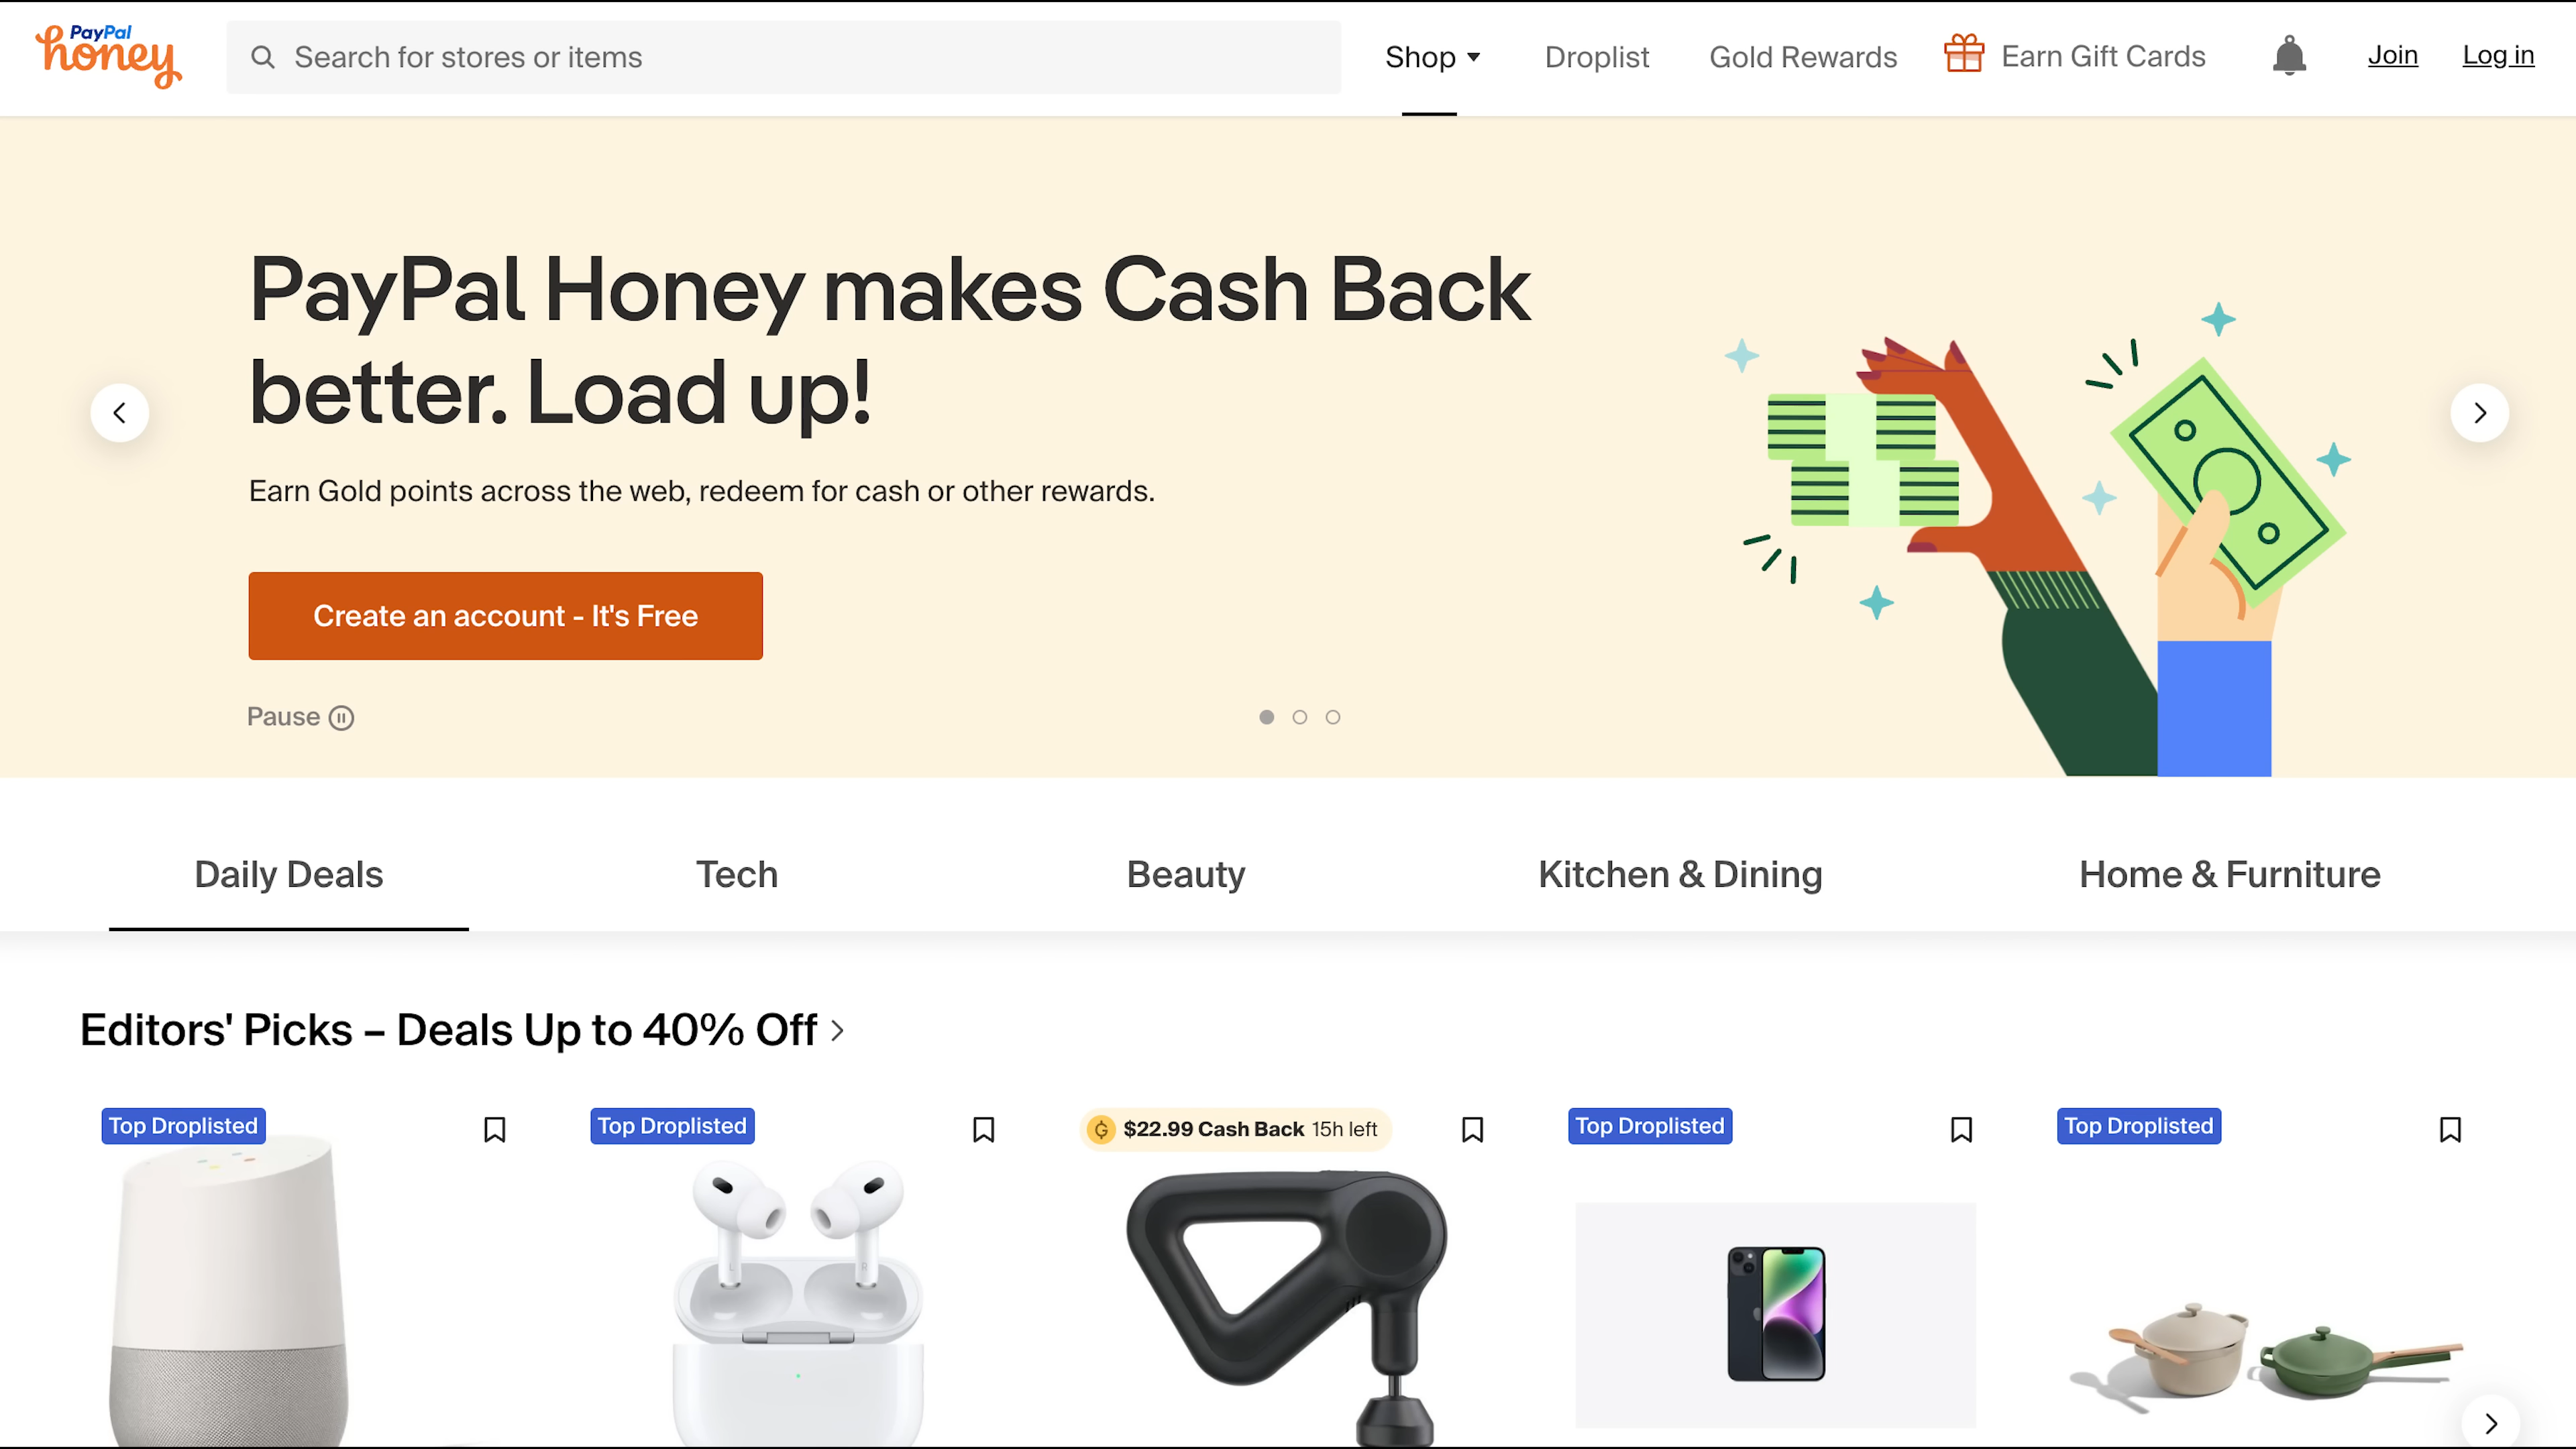 PayPal
honey
Search for stores or items
Shop
Droplist
Gold Rewards
Earn Gift Cards
Join
Log in
PayPal Honey makes Cash Back
better. Load up!
Earn Gold points across the web, redeem for cash or other rewards.
Create an account - It's Free
Pause
Daily Deals
Tech
Beauty
Kitchen & Dining
Home & Furniture
Editors' Picks – Deals Up to 40% Off
Top Droplisted
Top Droplisted
$22.99 Cash Back 15h left
Top Droplisted
Top Droplisted